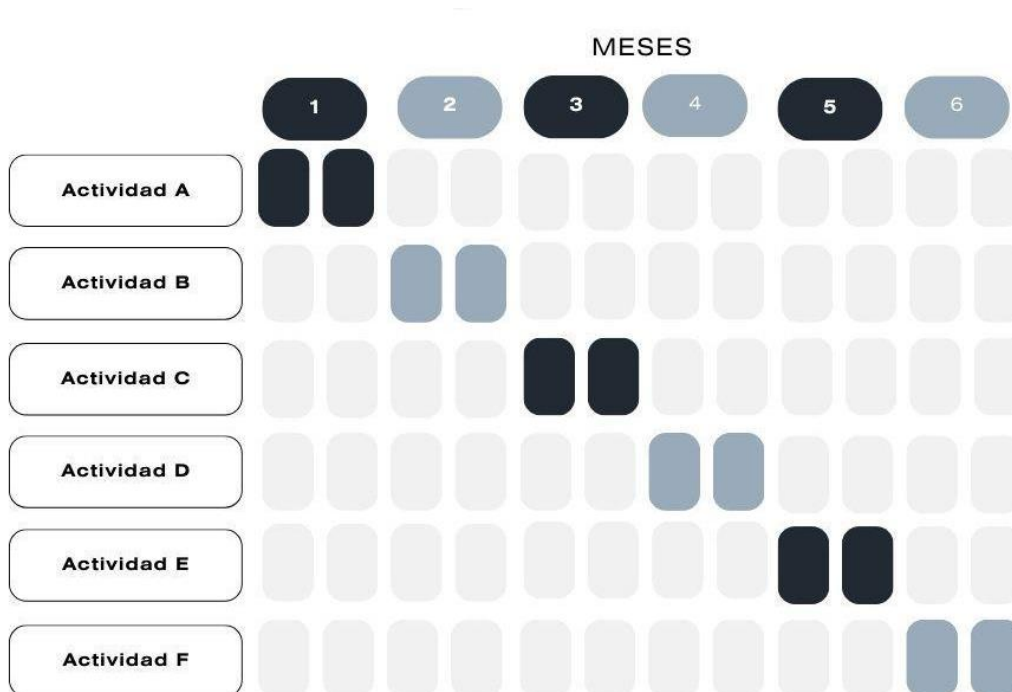 MESES
1 2 3 4 5 6
Actividad A
Actividad B
Actividad C
Actividad D
Actividad E
Actividad F